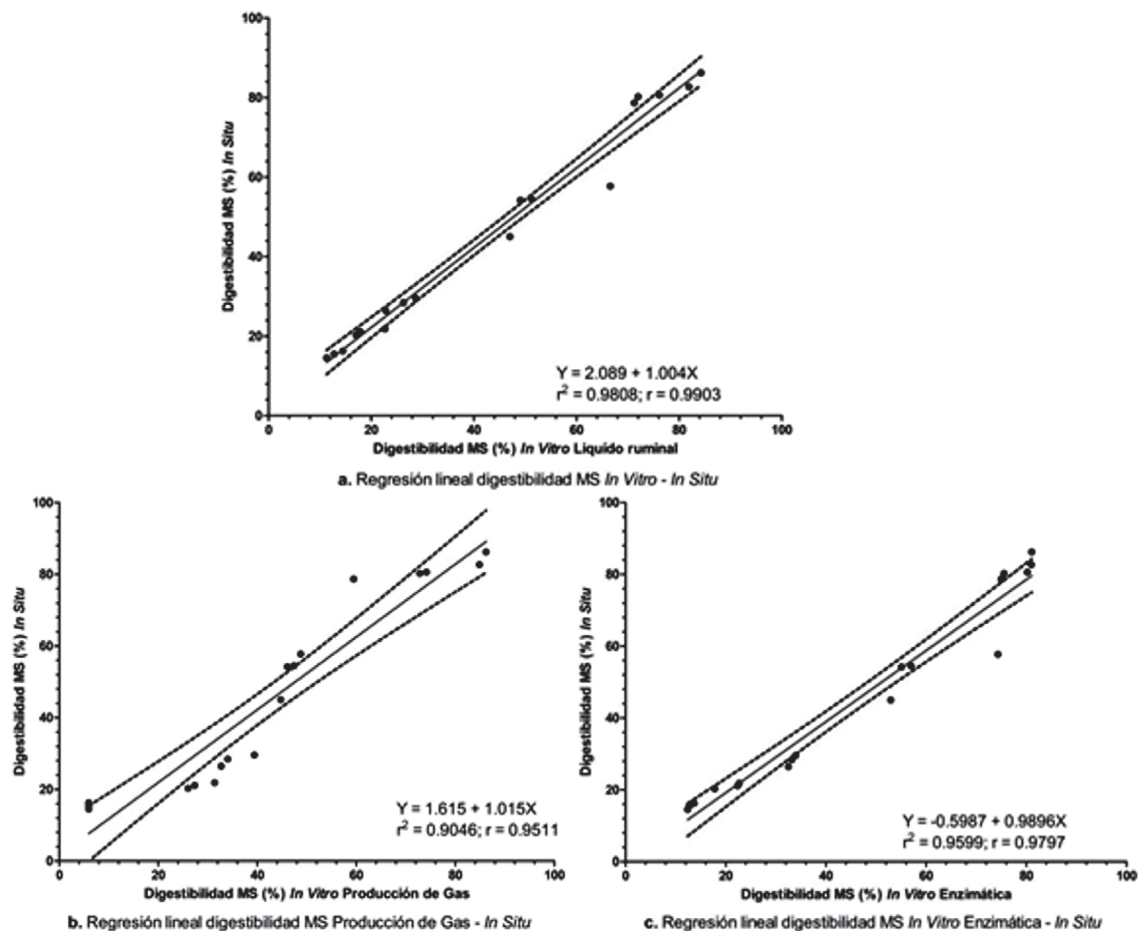 100
80
60
40
20
0
Digestibilidad MS (%) In Situ
Y = 2.089 + 1.004X
r² = 0.9808; r = 0.9903
0 20 40 60 80 100
Digestibilidad MS (%) In Vitro Liquído ruminal
a. Regresión lineal digestibilidad MS In Vitro - In Situ
100
80
60
40
20
0
Digestibilidad MS (%) In Situ
Y = 1.615 + 1.015X
r² = 0.9046; r = 0.9511
0 20 40 60 80 100
Digestibilidad MS (%) In Vitro Producción de Gas
b. Regresión lineal digestibilidad MS Producción de Gas - In Situ
100
80
60
40
20
0
Digestibilidad MS (%) In Situ
Y = -0.5987 + 0.9896X
r² = 0.9599; r = 0.9797
0 20 40 60 80 100
Digestibilidad MS (%) In Vitro Enzimática
c. Regresión lineal digestibilidad MS In Vitro Enzimática - In Situ